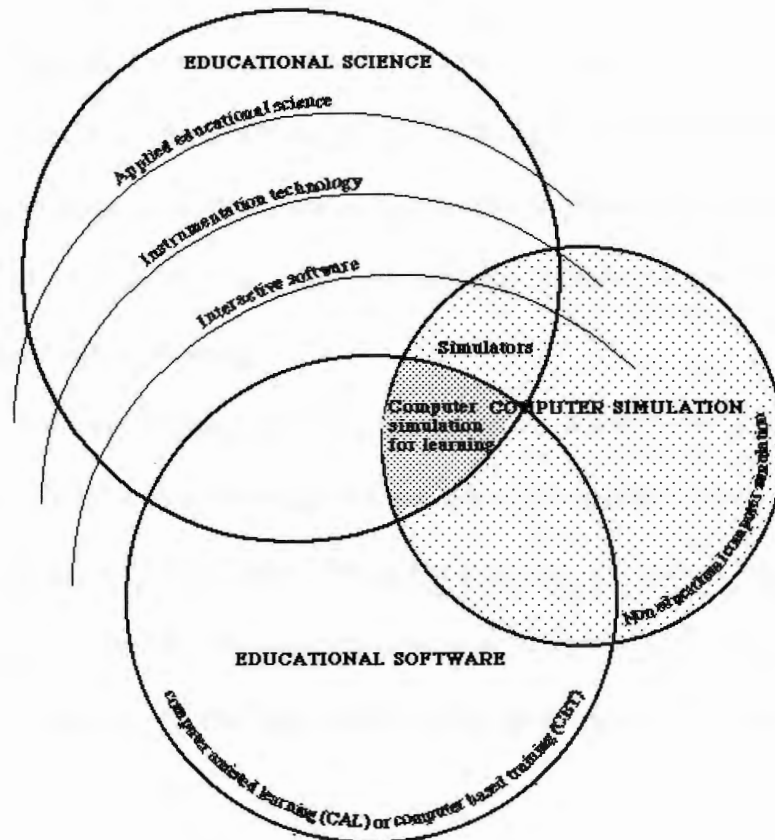 EDUCATIONAL SCIENCE
Applied educational science
Instrumentation technology
Interactive software
Simulators
Computer
simulation
for learning
COMPUTER SIMULATION
Non educational computer simulation
EDUCATIONAL SOFTWARE
computer assisted learning (CAL) or computer based training (CBT)